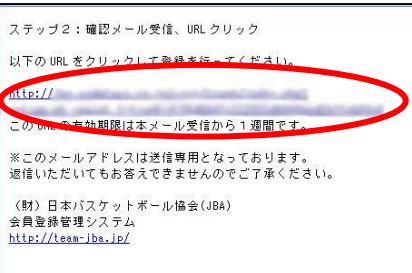 ステップ２：確認メール受信、URLクリック
以下のURLをクリックして登録を行ってください。
http://
この URLの有効期限は本メール受信から１週間です。
※このメールアドレスは送信専用となっております。
返信いただいてもお答えできませんのでご了承ください。
（財）日本バスケットボール協会(JBA)
会員登録管理システム
http://team-jba.jp/